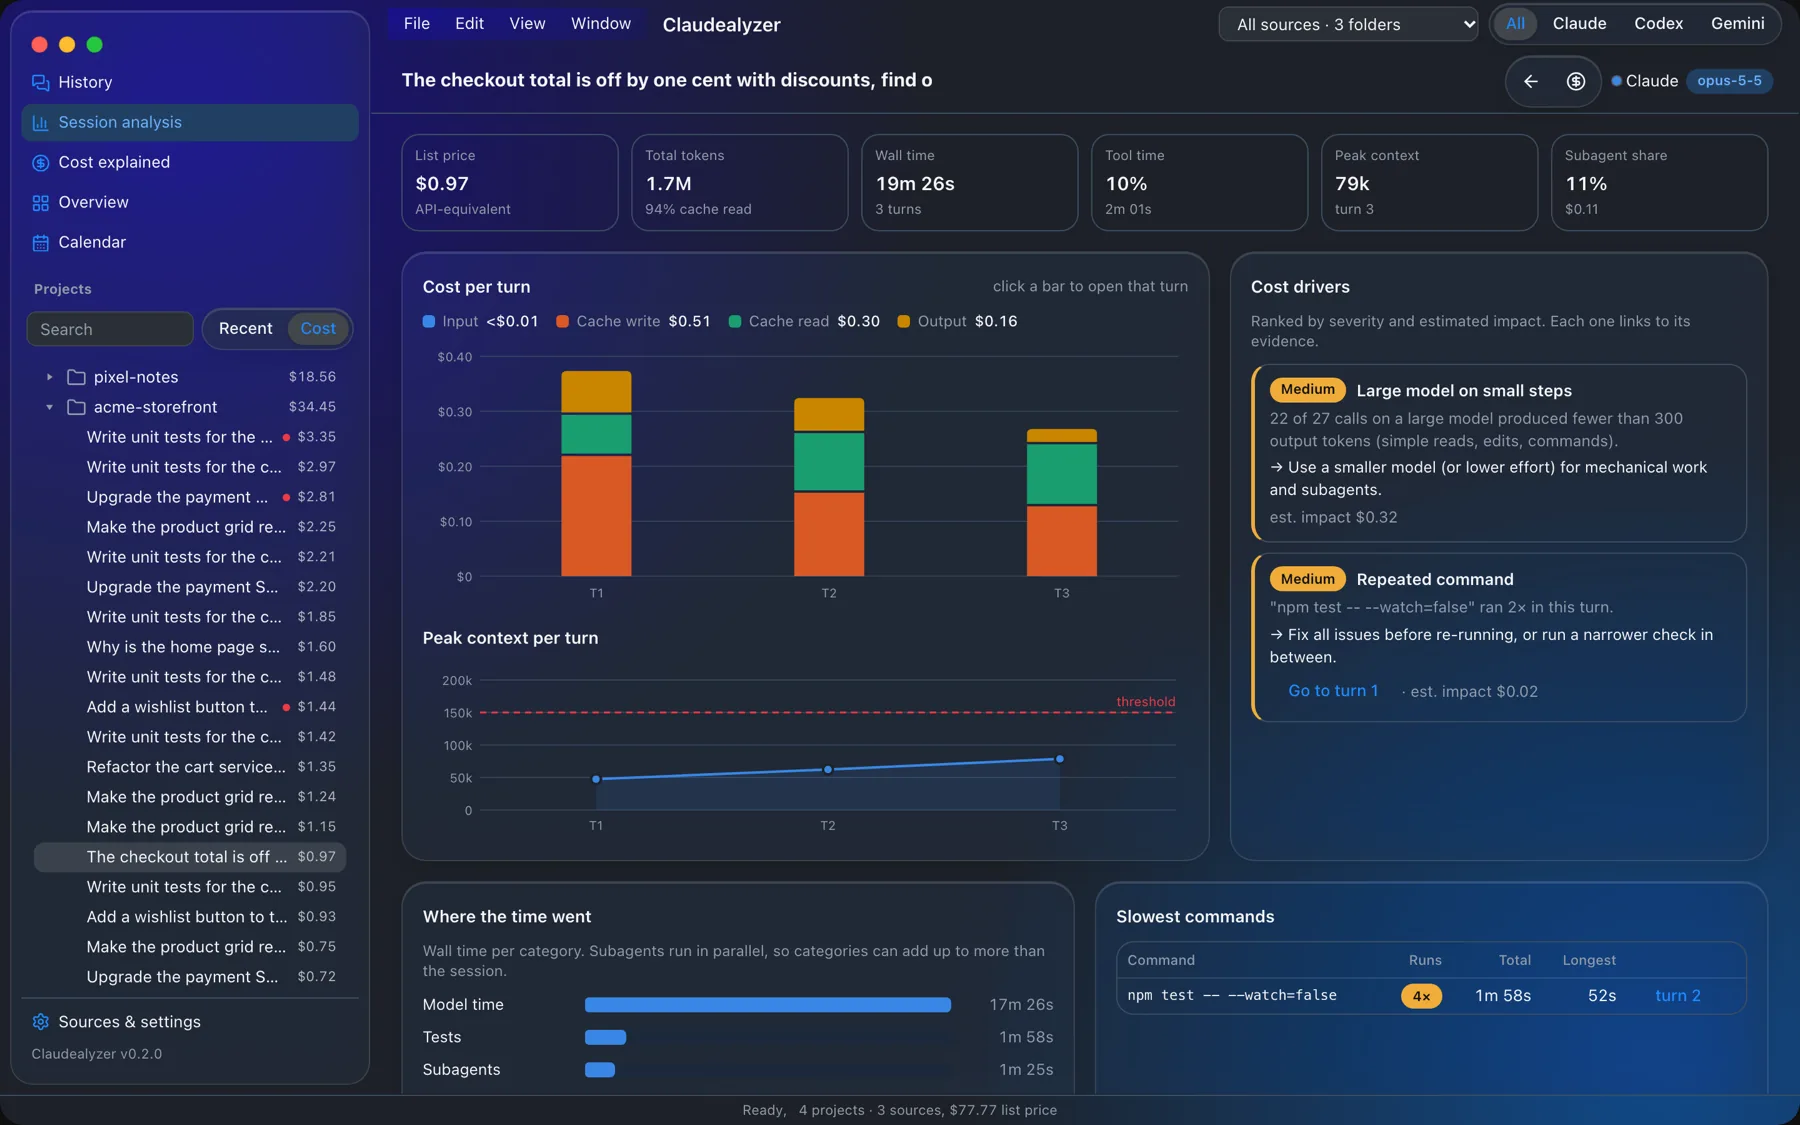 File Edit View Window Claudealyzer
All sources · 3 folders
All Claude Codex Gemini
History
Session analysis
Cost explained
Overview
Calendar
Projects
Search
Recent Cost
pixel-notes $18.56
acme-storefront $34.45
Write unit tests for the ... $3.35
Write unit tests for the c... $2.97
Upgrade the payment ... $2.81
Make the product grid re... $2.25
Write unit tests for the c... $2.21
Upgrade the payment S... $2.20
Write unit tests for the c... $1.85
Why is the home page s... $1.60
Write unit tests for the c... $1.48
Add a wishlist button t... $1.44
Write unit tests for the c... $1.42
Refactor the cart service... $1.35
Make the product grid re... $1.24
Make the product grid re... $1.15
The checkout total is off ... $0.97
Write unit tests for the c... $0.95
Add a wishlist button to t... $0.93
Make the product grid re... $0.75
Upgrade the payment S... $0.72
Sources & settings
Claudealyzer v0.2.0
The checkout total is off by one cent with discounts, find o
Claude opus-5-5
List price
$0.97
API-equivalent
Total tokens
1.7M
94% cache read
Wall time
19m 26s
3 turns
Tool time
10%
2m 01s
Peak context
79k
turn 3
Subagent share
11%
$0.11
Cost per turn
click a bar to open that turn
Input <$0.01 Cache write $0.51 Cache read $0.30 Output $0.16
$0.40
$0.30
$0.20
$0.10
$0
T1 T2 T3
Peak context per turn
200k
threshold
150k
100k
50k
0
T1 T2 T3
Cost drivers
Ranked by severity and estimated impact. Each one links to its
evidence.
Medium Large model on small steps
22 of 27 calls on a large model produced fewer than 300
output tokens (simple reads, edits, commands).
→ Use a smaller model (or lower effort) for mechanical work
and subagents.
est. impact $0.32
Medium Repeated command
"npm test -- --watch=false" ran 2× in this turn.
→ Fix all issues before re-running, or run a narrower check in
between.
Go to turn 1 · est. impact $0.02
Where the time went
Wall time per category. Subagents run in parallel, so categories can add up to more than
the session.
Model time 17m 26s
Tests 1m 58s
Subagents 1m 25s
Slowest commands
Command Runs Total Longest
npm test -- --watch=false 4× 1m 58s 52s turn 2
Ready, 4 projects · 3 sources, $77.77 list price